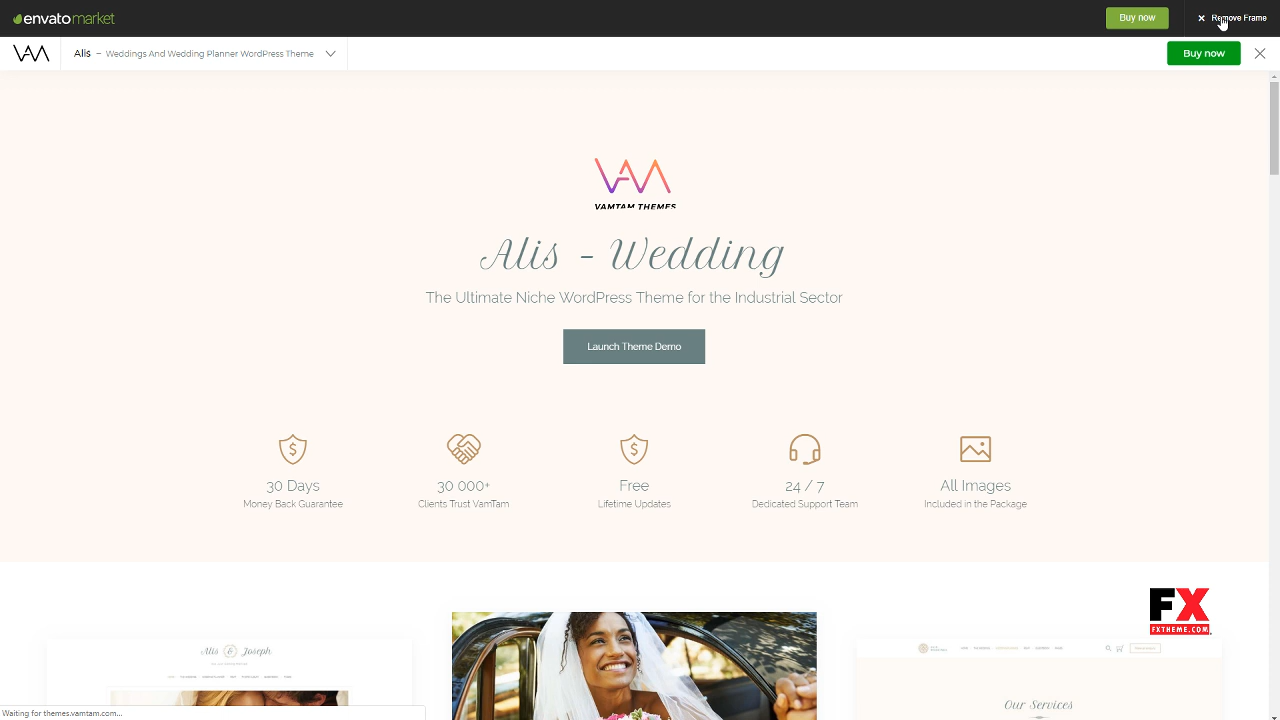 envatomarket
Buy now
× Remove Frame
VAM
Alis – Weddings And Wedding Planner WordPress Theme
Buy now
VAM
VAMTAM THEMES
Alis - Wedding
The Ultimate Niche WordPress Theme for the Industrial Sector
Launch Theme Demo
30 Days
Money Back Guarantee
30 000+
Clients Trust VamTam
Free
Lifetime Updates
24 / 7
Dedicated Support Team
All Images
Included in the Package
FX
FXTHEME.COM
Alis & Joseph
Our Services
Waiting for themes.vamtam.com...